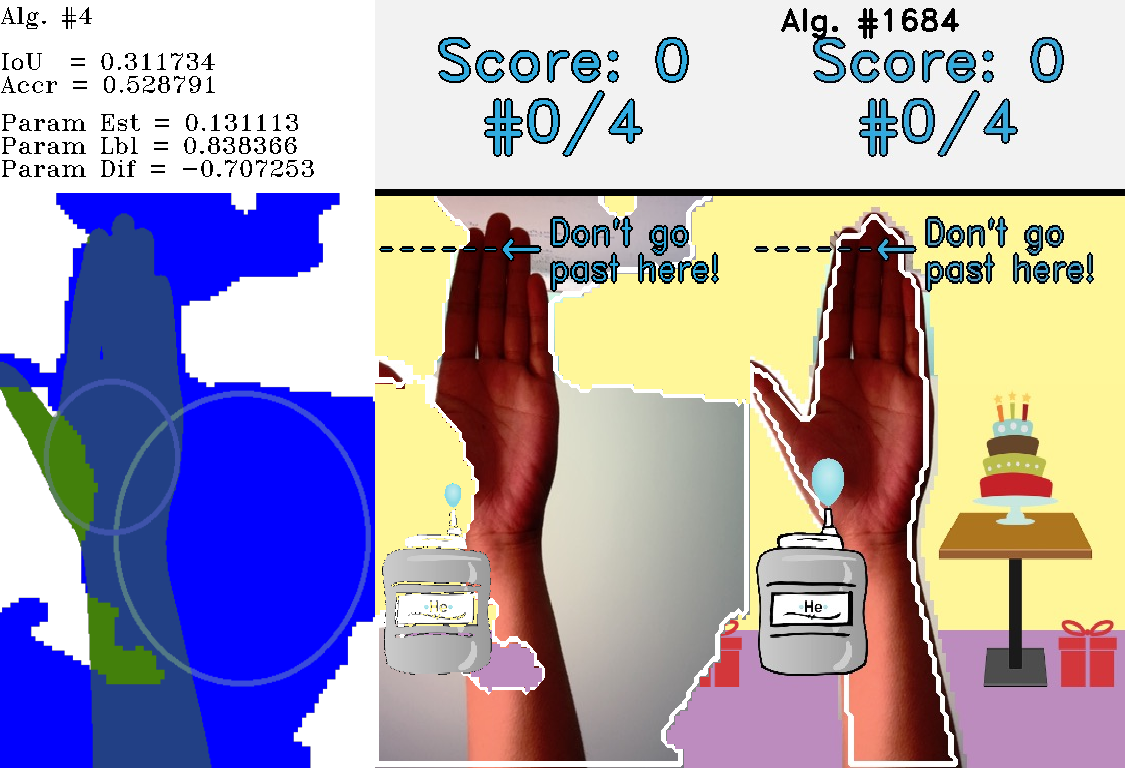 Alg. #4
IoU = 0.311734
Accr = 0.528791
Param Est = 0.131113
Param Lbl = 0.838366
Param Dif = −0.707253
Score: 0
#0/4
Don't go
past here!
He
Alg. #1684
Score: 0
#0/4
Don't go
past here!
He